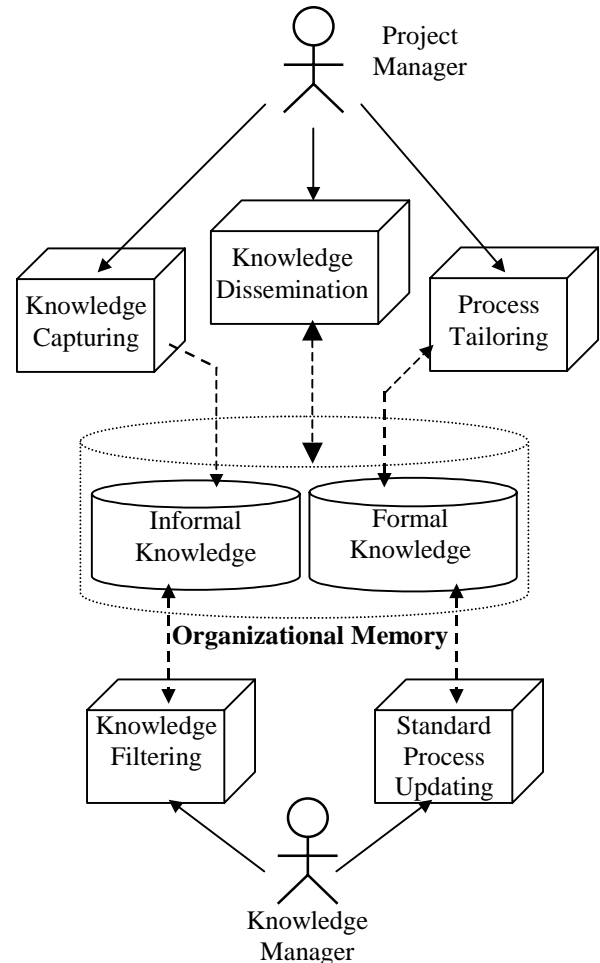 Project
Manager
Knowledge
Dissemination
Knowledge
Capturing
Process
Tailoring
Informal
Knowledge
Formal
Knowledge
Organizational Memory
Knowledge
Filtering
Standard
Process
Updating
Knowledge
Manager